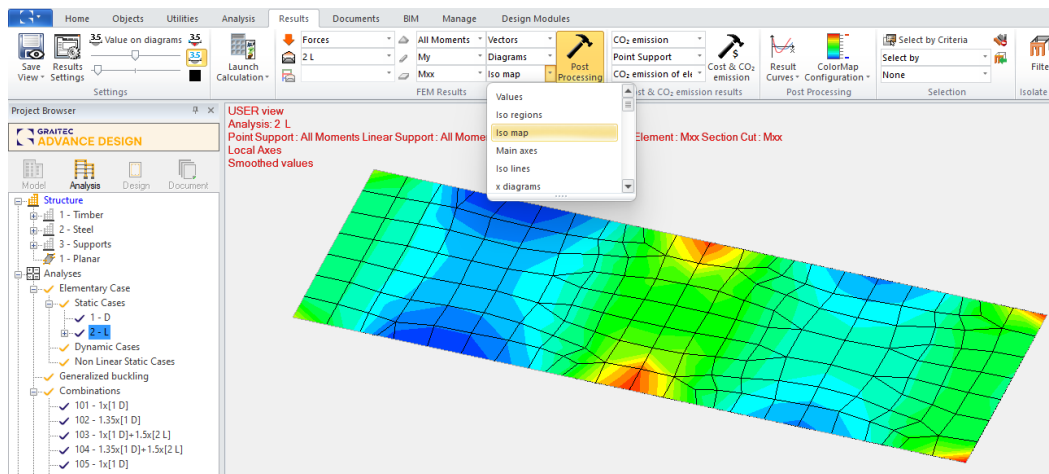 Home Objects Utilities Analysis Results Documents BIM Manage Design Modules
3.5 Value on diagrams 3.5
3.5
Save View Results Settings
Settings
Launch Calculation
Forces All Moments Vectors
2 L My Diagrams
Mxx Iso map
Post Processing
FEM Results
CO₂ emission
Point Support
CO₂ emission of ele
Cost & CO₂ emission
st & CO₂ emission results
Result Curves ColorMap Configuration
Post Processing
Select by Criteria
Select by
None
Selection
Filte
Isolate
Values
Iso regions
Iso map
Main axes
Iso lines
x diagrams
Project Browser
GRAITEC
ADVANCE DESIGN
Model Analysis Design Document
Structure
1 - Timber
2 - Steel
3 - Supports
1 - Planar
Analyses
Elementary Case
Static Cases
1 - D
2 - L
Dynamic Cases
Non Linear Static Cases
Generalized buckling
Combinations
101 - 1x[1 D]
102 - 1.35x[1 D]
103 - 1x[1 D]+1.5x[2 L]
104 - 1.35x[1 D]+1.5x[2 L]
105 - 1x[1 D]
USER view
Analysis: 2 L
Point Support : All Moments Linear Support : All Mome Element : Mxx Section Cut : Mxx
Local Axes
Smoothed values